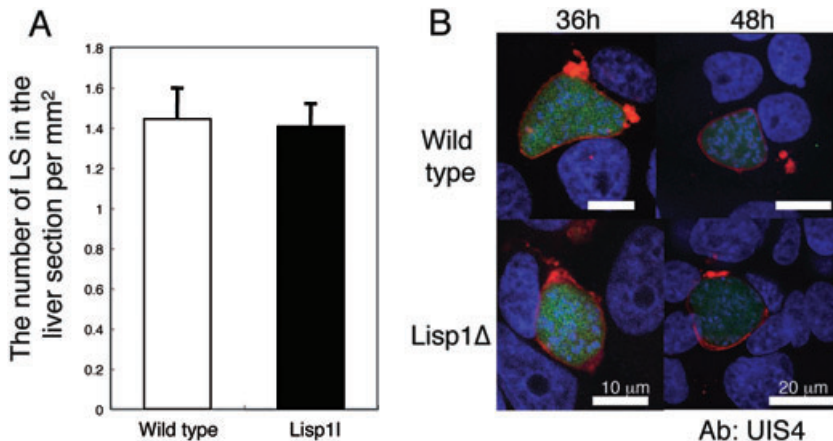 A
The number of LS in the
liver section per mm²
1.8
1.6
1.4
1.2
1
0.8
0.6
0.4
0.2
0
Wild type
Lisp1l
B
36h
48h
Wild
type
Lisp1Δ
10 μm
20 μm
Ab: UIS4